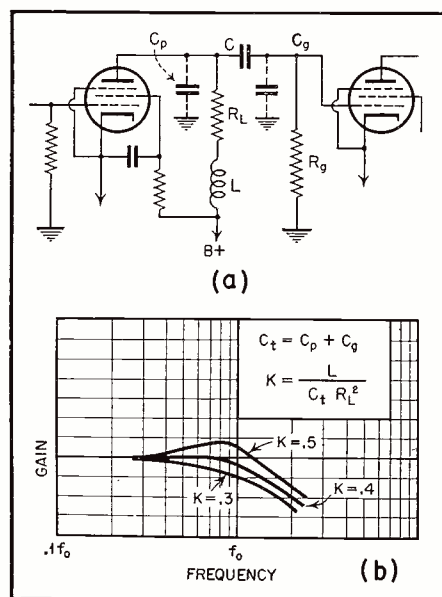 Cp C Cg
RL
Rg
L
B+
(a)
Ct = Cp + Cg
K = L / Ct RL²
GAIN
K=.5
K=.3
K=.4
.1fo fo
(b)
FREQUENCY